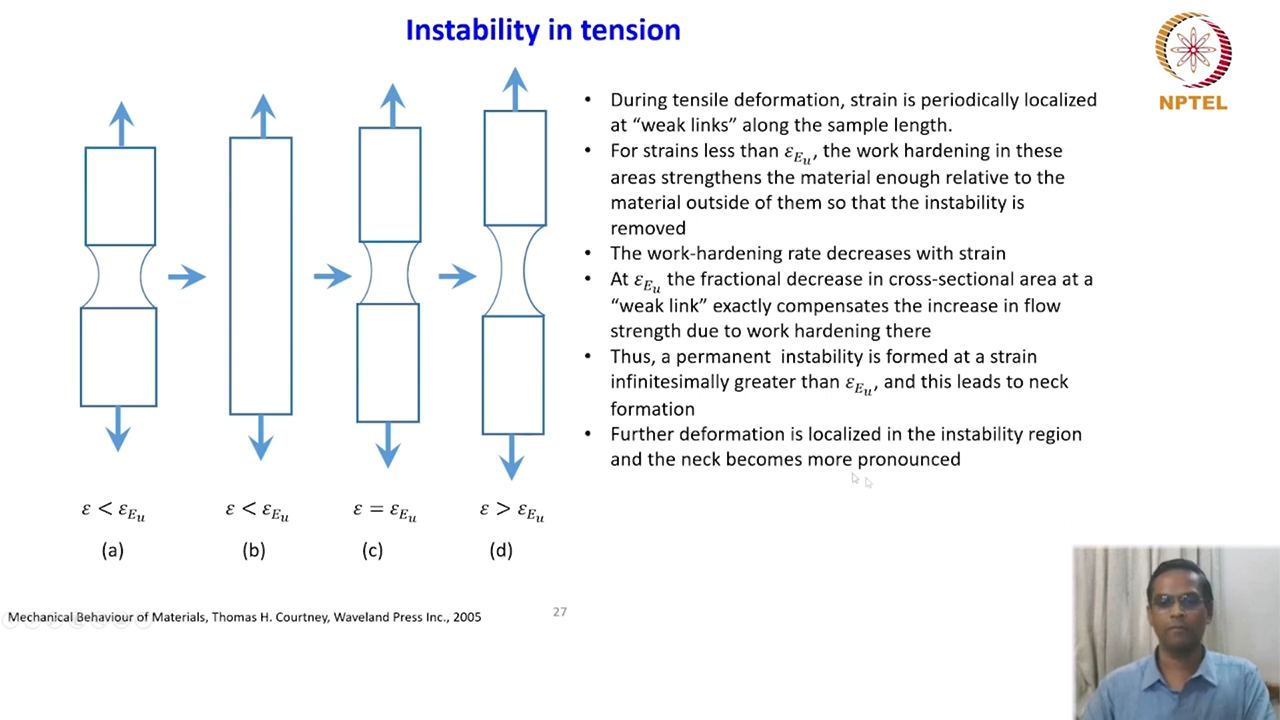 Instability in tension
NPTEL
• During tensile deformation, strain is periodically localized
at “weak links” along the sample length.
• For strains less than 𝜀_{E_u}, the work hardening in these
areas strengthens the material enough relative to the
material outside of them so that the instability is
removed
• The work-hardening rate decreases with strain
• At 𝜀_{E_u} the fractional decrease in cross-sectional area at a
“weak link” exactly compensates the increase in flow
strength due to work hardening there
• Thus, a permanent instability is formed at a strain
infinitesimally greater than 𝜀_{E_u}, and this leads to neck
formation
• Further deformation is localized in the instability region
and the neck becomes more pronounced
𝜀 < 𝜀_{E_u} 𝜀 < 𝜀_{E_u} 𝜀 = 𝜀_{E_u} 𝜀 > 𝜀_{E_u}
(a) (b) (c) (d)
Mechanical Behaviour of Materials, Thomas H. Courtney, Waveland Press Inc., 2005
27